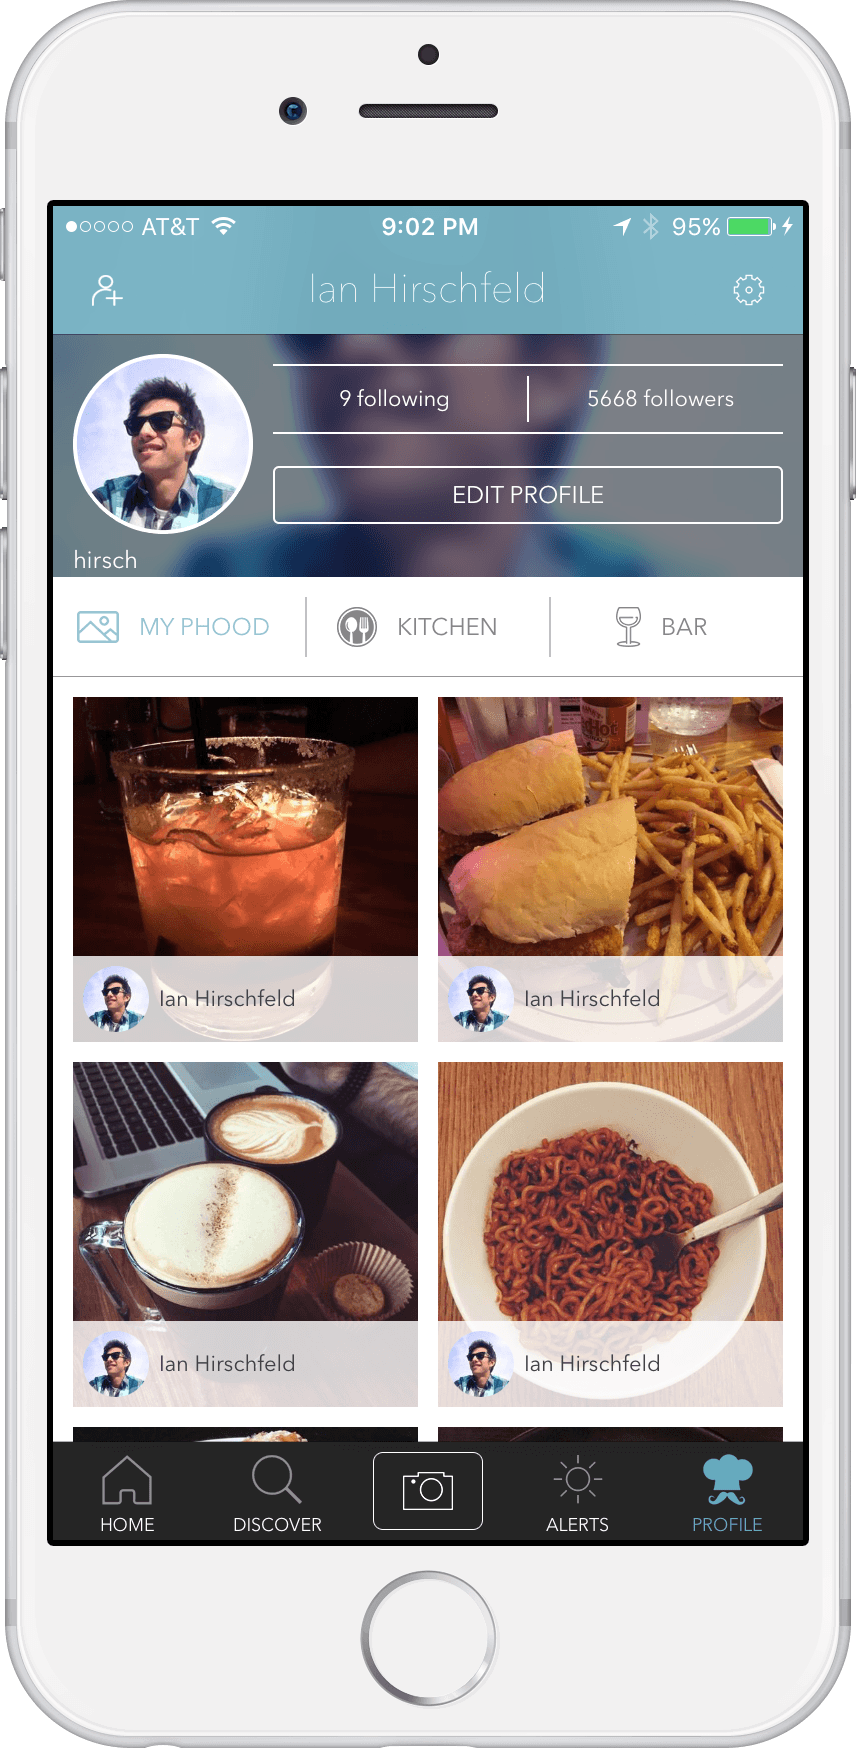 AT&T 9:02 PM 95%
Ian Hirschfeld
9 following 5668 followers
EDIT PROFILE
hirsch
MY PHOOD KITCHEN BAR
Hot
Ian Hirschfeld Ian Hirschfeld
Ian Hirschfeld Ian Hirschfeld
HOME DISCOVER ALERTS PROFILE